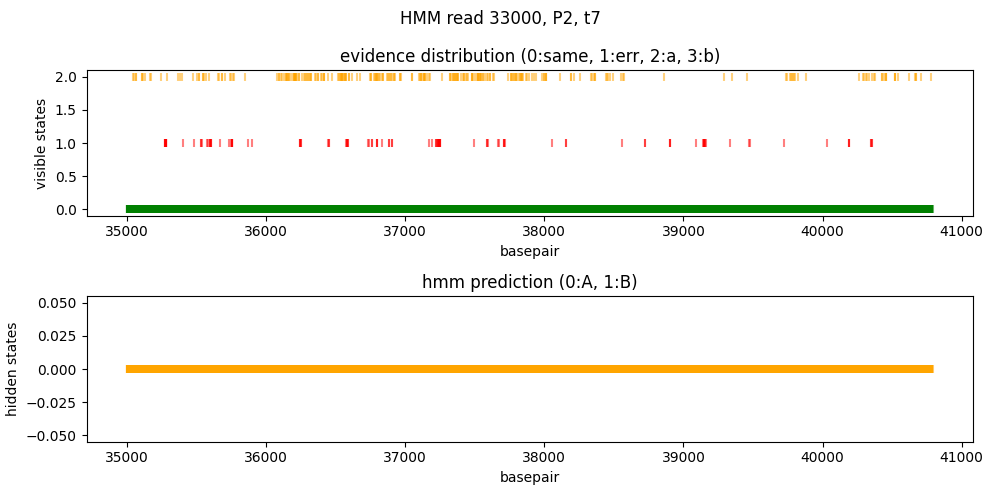 HMM read 33000, P2, t7
evidence distribution (0:same, 1:err, 2:a, 3:b)
visible states
2.0
1.5
1.0
0.5
0.0
35000 36000 37000 38000 39000 40000 41000
basepair
hmm prediction (0:A, 1:B)
hidden states
0.050
0.025
0.000
−0.025
−0.050
35000 36000 37000 38000 39000 40000 41000
basepair